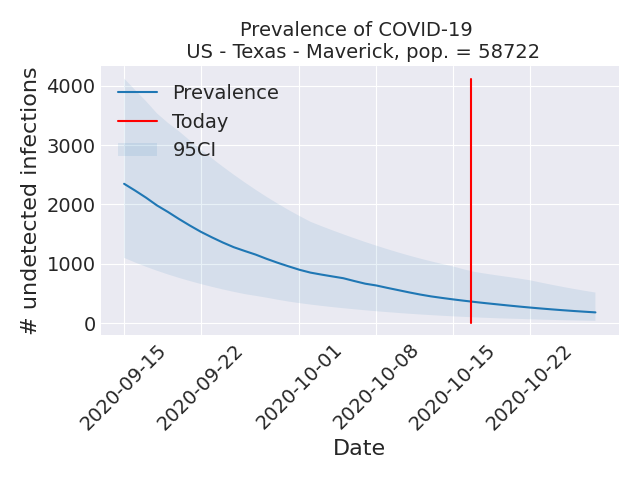 Prevalence of COVID-19
US - Texas - Maverick, pop. = 58722
# undetected infections
4000
3000
2000
1000
0
Prevalence
Today
95CI
2020-09-15
2020-09-22
2020-10-01
2020-10-08
2020-10-15
2020-10-22
Date